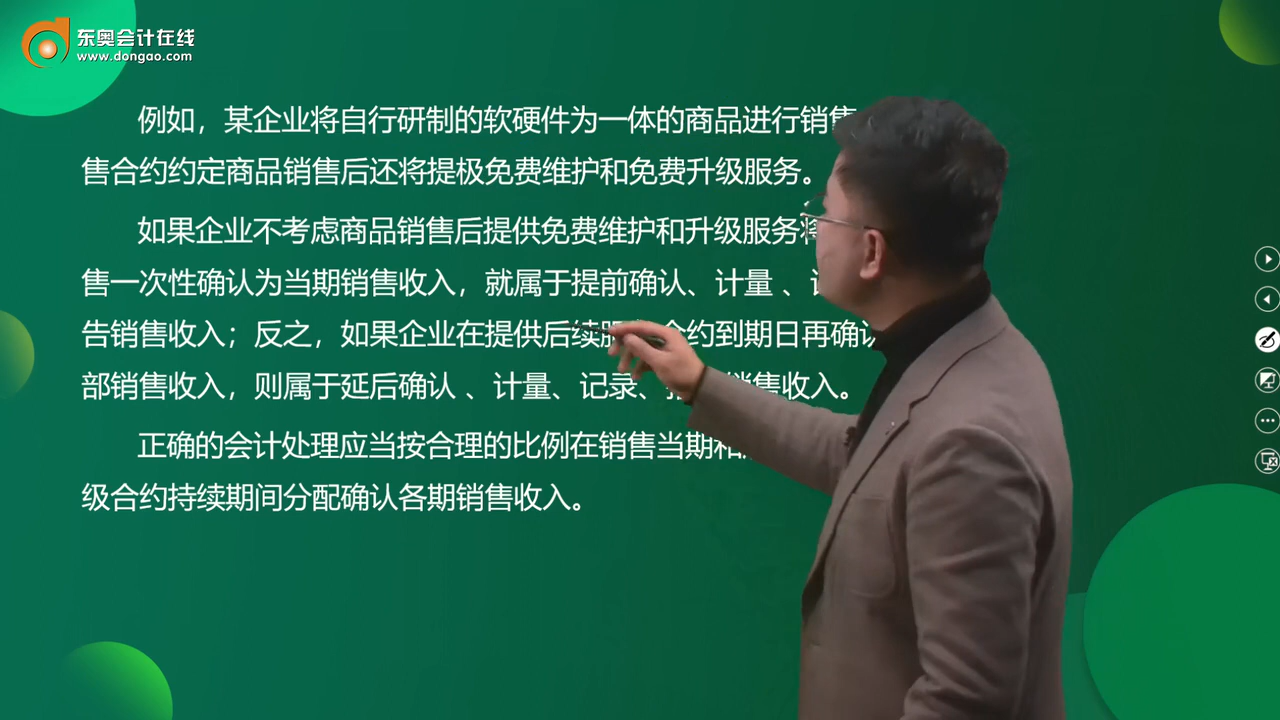 东奥会计在线
www.dongao.com
例如，某企业将自行研制的软硬件为一体的商品进行销售
售合约约定商品销售后还将提极免费维护和免费升级服务。
如果企业不考虑商品销售后提供免费维护和升级服务将
售一次性确认为当期销售收入，就属于提前确认、计量 、
告销售收入；反之，如果企业在提供后续服 合约到期日再确认
部销售收入，则属于延后确认 、计量、记录、 销售收入。
正确的会计处理应当按合理的比例在销售当期和
级合约持续期间分配确认各期销售收入。